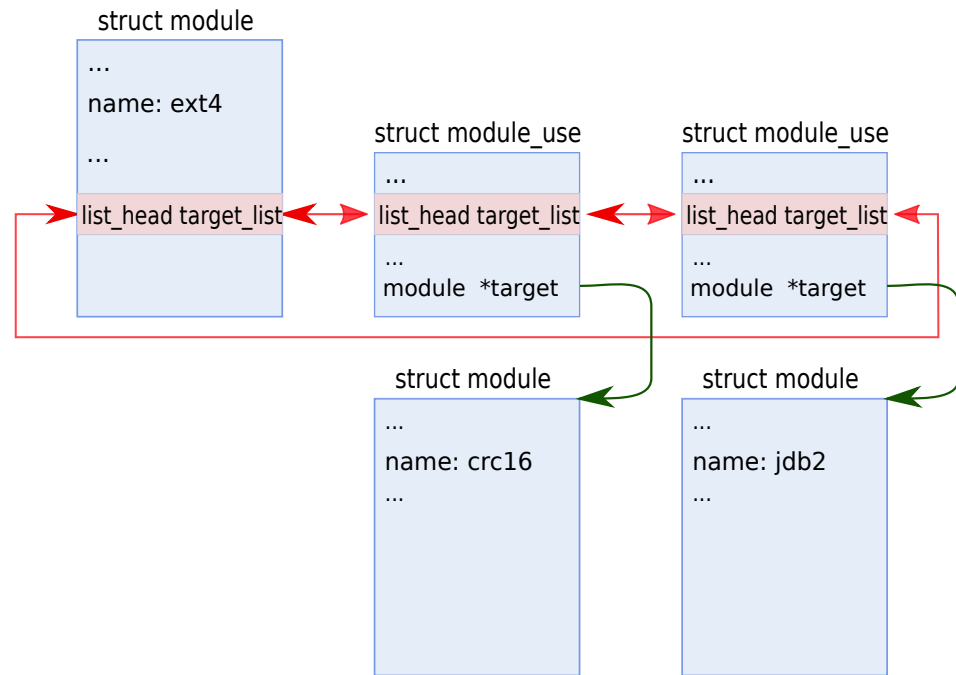 struct module
...
name: ext4
...
list_head target_list
struct module_use
...
list_head target_list
...
module *target
struct module_use
...
list_head target_list
...
module *target
struct module
...
name: crc16
...
struct module
...
name: jdb2
...